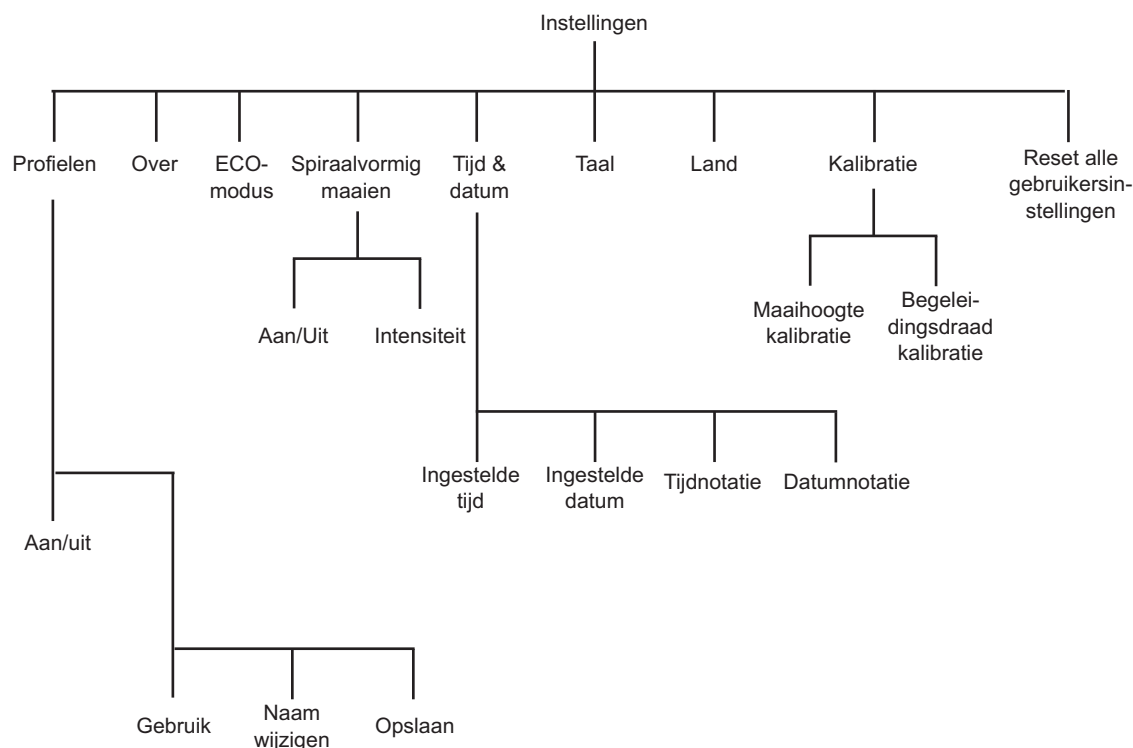 Instellingen
Profielen
Over
ECO-
modus
Spiraalvormig
maaien
Tijd &
datum
Taal
Land
Kalibratie
Reset alle
gebruikersin-
stellingen
Aan/Uit
Intensiteit
Maaihoogte
kalibratie
Begelei-
dingsdraad
kalibratie
Ingestelde
tijd
Ingestelde
datum
Tijdnotatie
Datumnotatie
Aan/uit
Gebruik
Naam
wijzigen
Opslaan